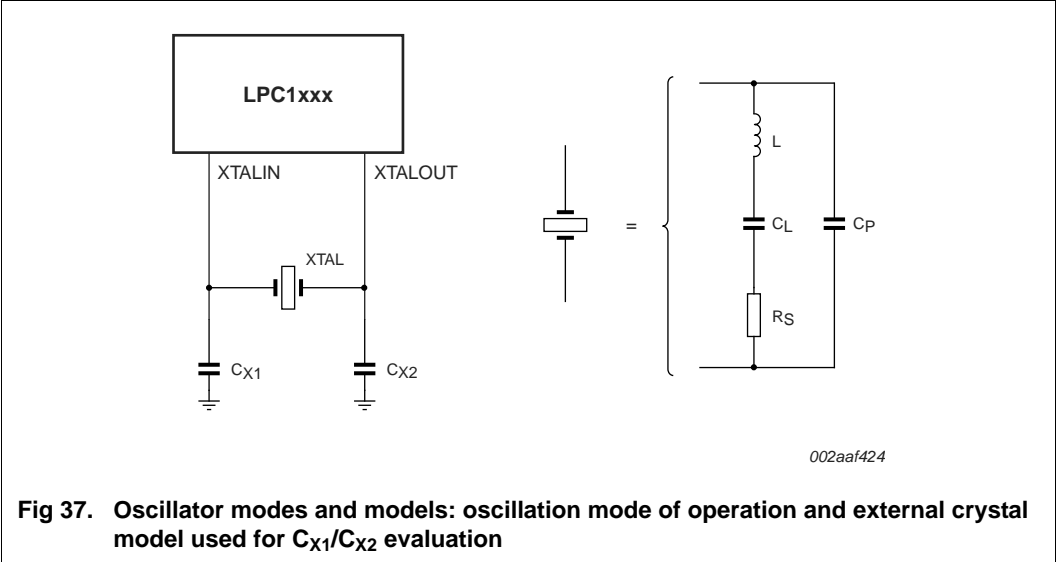 LPC1xxx
XTALIN
XTALOUT
XTAL
CX1
CX2
=
L
CL
CP
RS
002aaf424
Fig 37. Oscillator modes and models: oscillation mode of operation and external crystal
model used for CX1/CX2 evaluation